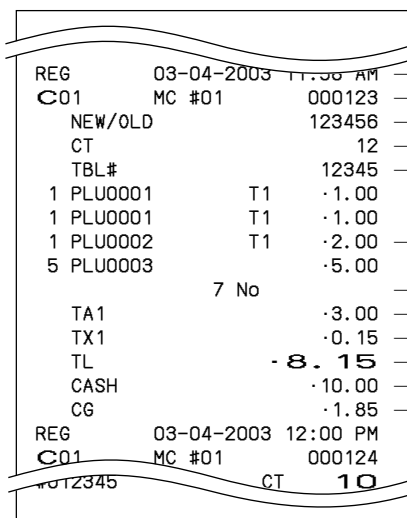 REG 03-04-2003 AM
C01 MC #01 000123
NEW/OLD 123456
CT 12
TBL# 12345
1 PLU0001 T1 ·1.00
1 PLU0001 T1 ·1.00
1 PLU0002 T1 ·2.00
5 PLU0003 ·5.00
7 No
TA1 ·3.00
TX1 ·0.15
TL ·8.15
CASH ·10.00
CG ·1.85
REG 03-04-2003 12:00 PM
C01 MC #01 000124
#012345 CT 10